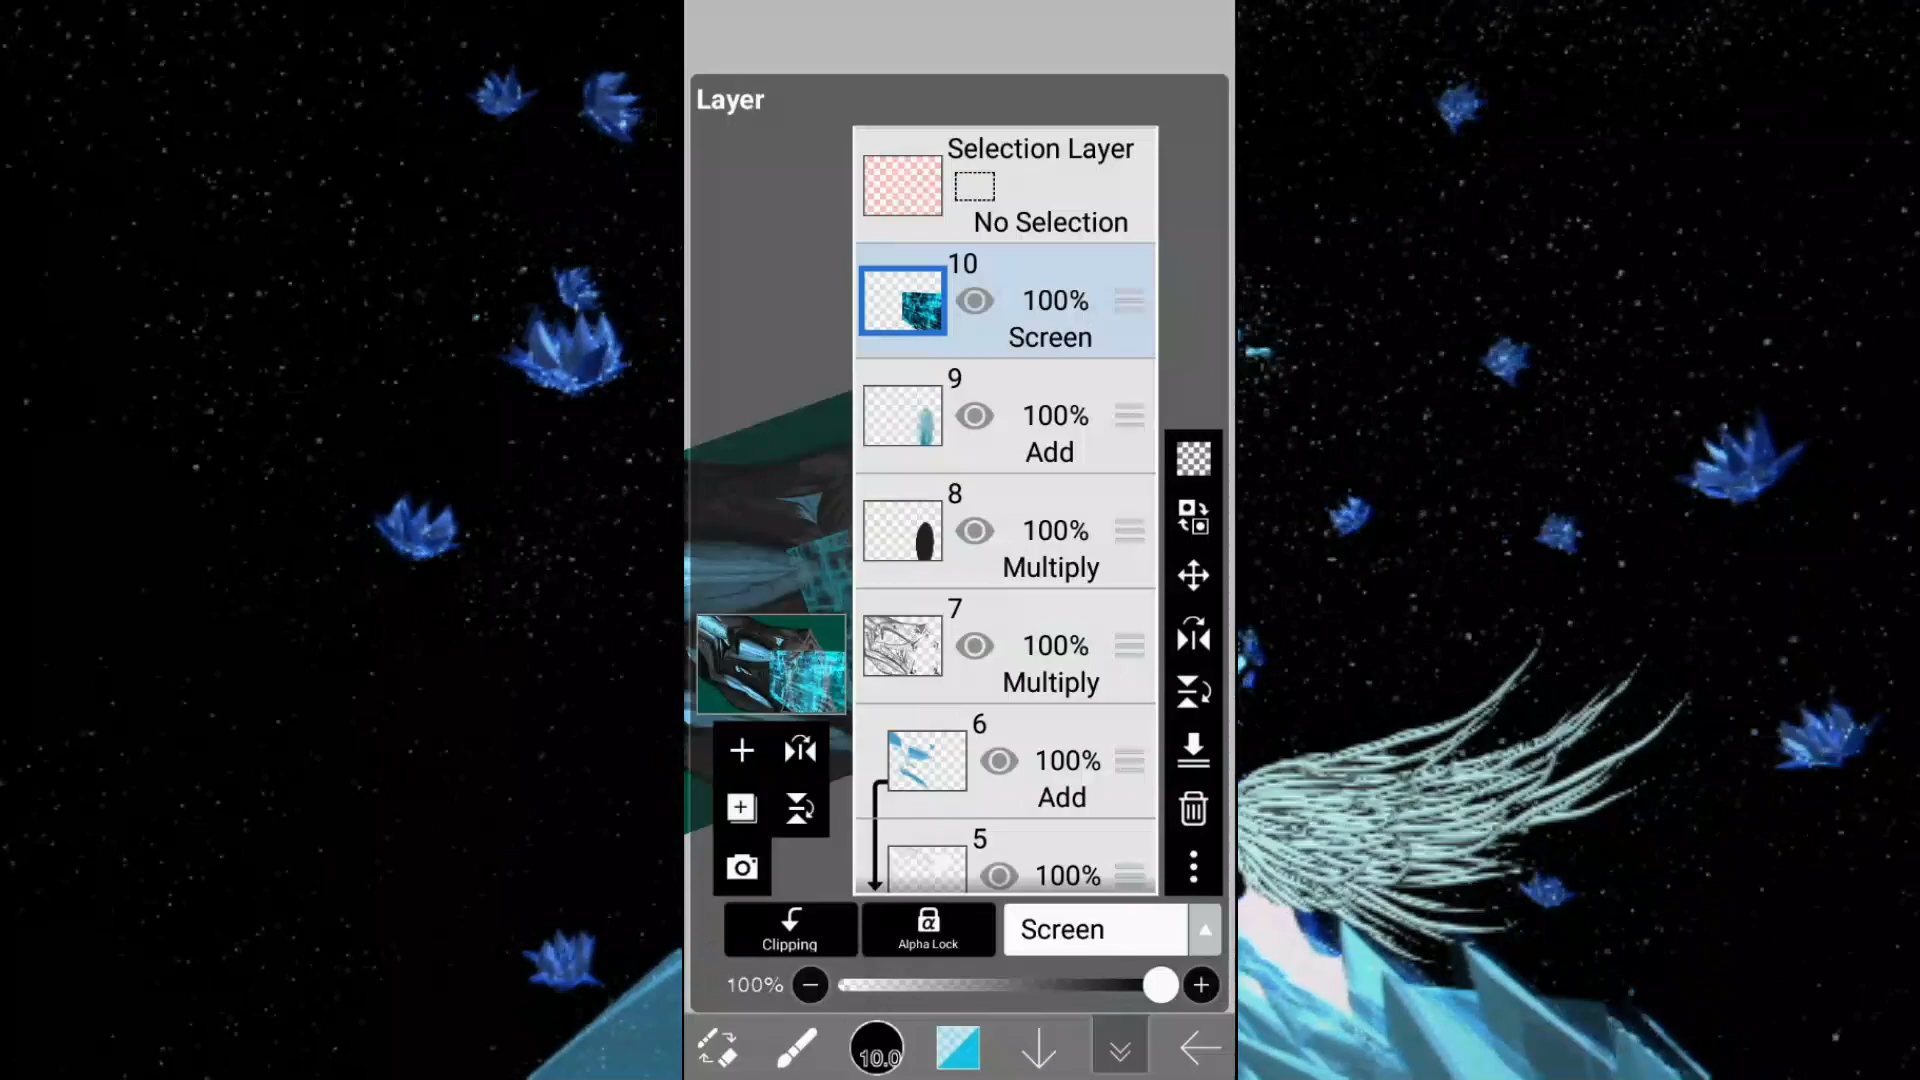 Layer
Selection Layer
No Selection
10
100%
Screen
9
100%
Add
8
100%
Multiply
7
100%
Multiply
6
100%
Add
5
100%
Clipping
α
Alpha Lock
Screen
100%
10.0